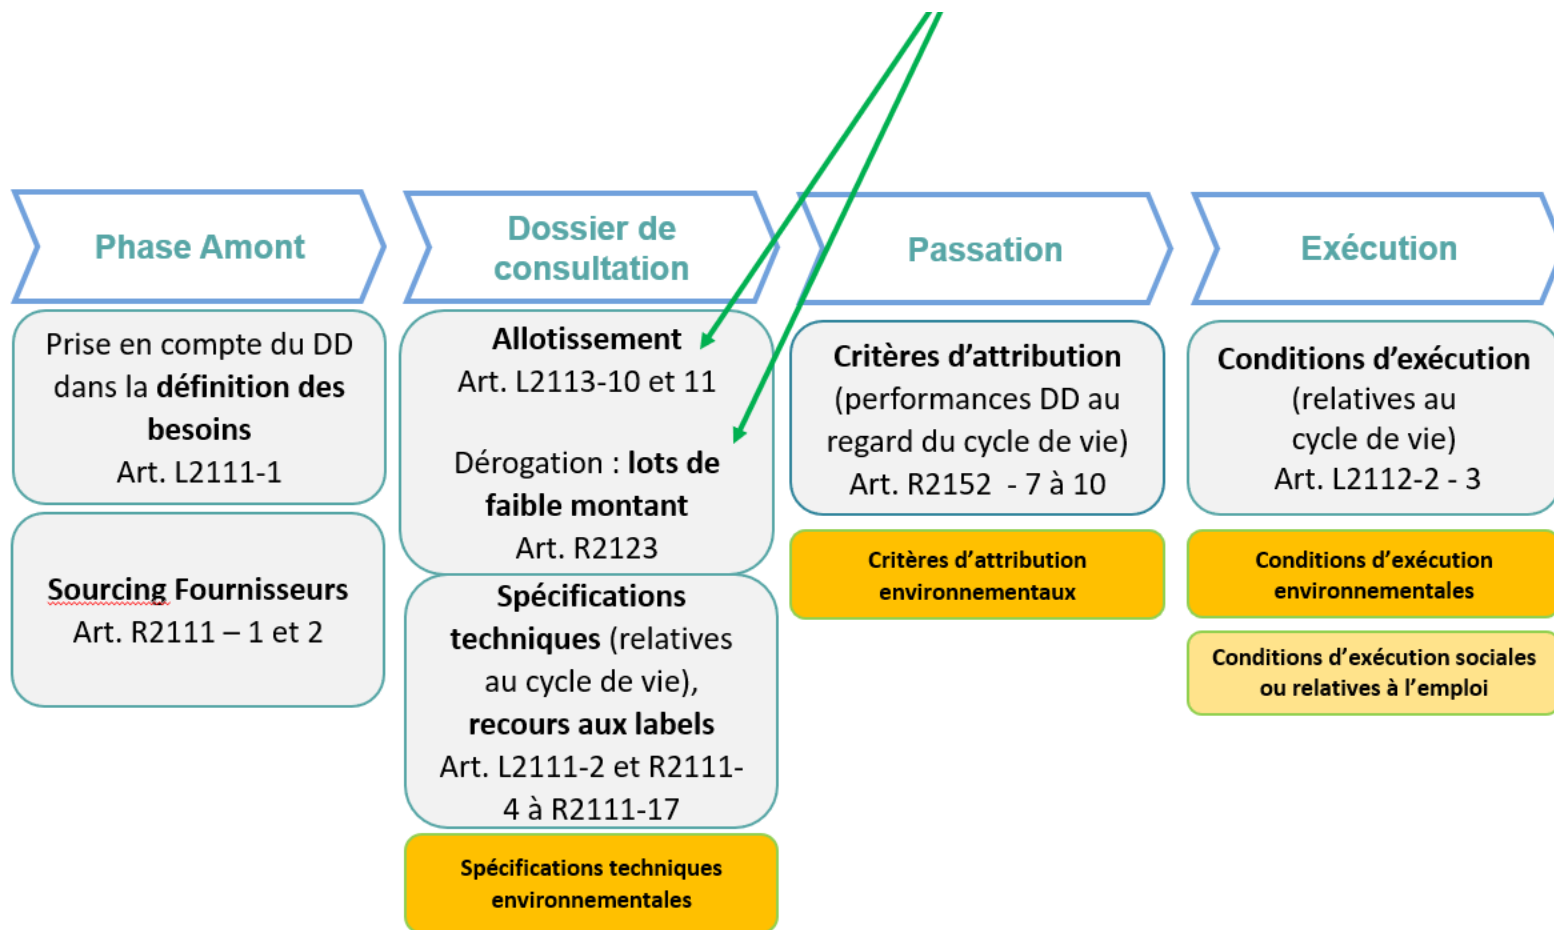 Phase Amont
Prise en compte du DD
dans la définition des
besoins
Art. L2111-1
Sourcing Fournisseurs
Art. R2111 – 1 et 2
Dossier de
consultation
Allotissement
Art. L2113-10 et 11
Dérogation : lots de
faible montant
Art. R2123
Spécifications
techniques (relatives
au cycle de vie),
recours aux labels
Art. L2111-2 et R2111-
4 à R2111-17
Spécifications techniques
environnementales
Passation
Critères d’attribution
(performances DD au
regard du cycle de vie)
Art. R2152 - 7 à 10
Critères d’attribution
environnementaux
Exécution
Conditions d’exécution
(relatives au
cycle de vie)
Art. L2112-2 - 3
Conditions d’exécution
environnementales
Conditions d’exécution sociales
ou relatives à l’emploi